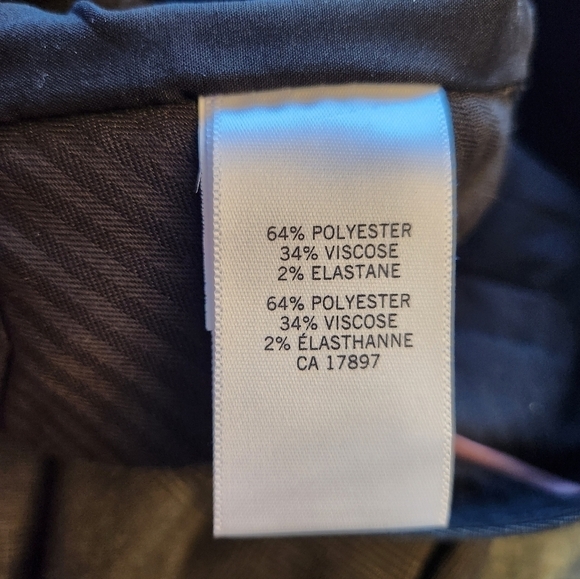 64% POLYESTER
34% VISCOSE
2% ELASTANE
64% POLYESTER
34% VISCOSE
2% ÉLASTHANNE
CA 17897